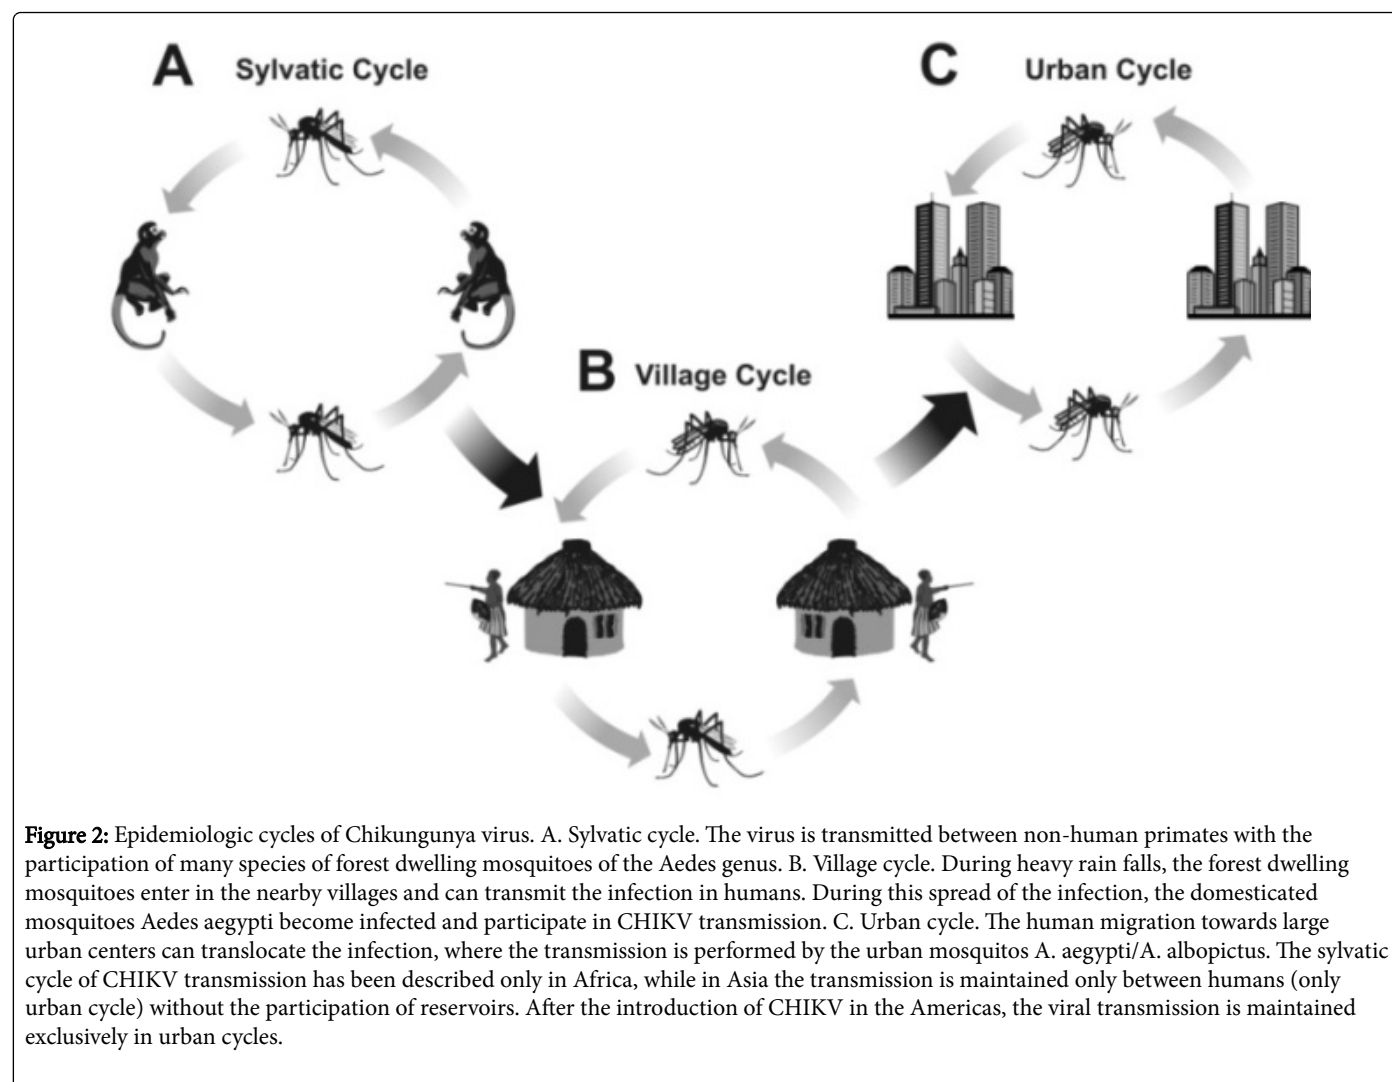 A Sylvatic Cycle
C Urban Cycle
B Village Cycle
Figure 2: Epidemiologic cycles of Chikungunya virus. A. Sylvatic cycle. The virus is transmitted between non-human primates with the
participation of many species of forest dwelling mosquitoes of the Aedes genus. B. Village cycle. During heavy rain falls, the forest dwelling
mosquitoes enter in the nearby villages and can transmit the infection in humans. During this spread of the infection, the domesticated
mosquitoes Aedes aegypti become infected and participate in CHIKV transmission. C. Urban cycle. The human migration towards large
urban centers can translocate the infection, where the transmission is performed by the urban mosquitos A. aegypti/A. albopictus. The sylvatic
cycle of CHIKV transmission has been described only in Africa, while in Asia the transmission is maintained only between humans (only
urban cycle) without the participation of reservoirs. After the introduction of CHIKV in the Americas, the viral transmission is maintained
exclusively in urban cycles.